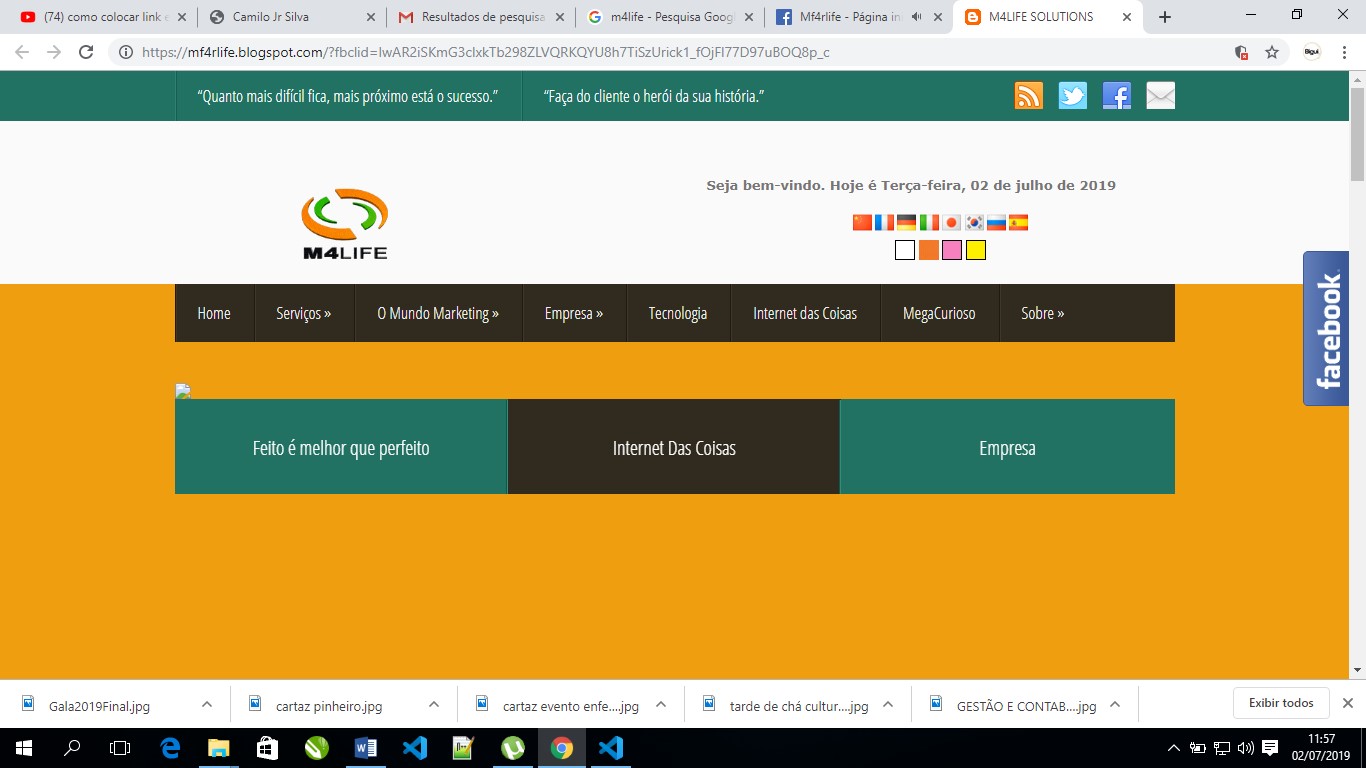 (74) como colocar link e
Camilo Jr Silva
Resultados de pesquisa
m4life - Pesquisa Goog
Mf4rlife - Página in
M4LIFE SOLUTIONS
https://mf4rlife.blogspot.com/?fbclid=IwAR2iSKmG3clxkTb298ZLVQRKQYU8h7TiSzUrick1_fOjFI77D97uBOQ8p_c
“Quanto mais difícil fica, mais próximo está o sucesso.”
“Faça do cliente o herói da sua história.”
Seja bem-vindo. Hoje é Terça-feira, 02 de julho de 2019
M4LIFE
facebook
Home
Serviços »
O Mundo Marketing »
Empresa »
Tecnologia
Internet das Coisas
MegaCurioso
Sobre »
Feito é melhor que perfeito
Internet Das Coisas
Empresa
Gala2019Final.jpg
cartaz pinheiro.jpg
cartaz evento enfe....jpg
tarde de chá cultur....jpg
GESTÃO E CONTAB....jpg
Exibir todos
11:57
02/07/2019